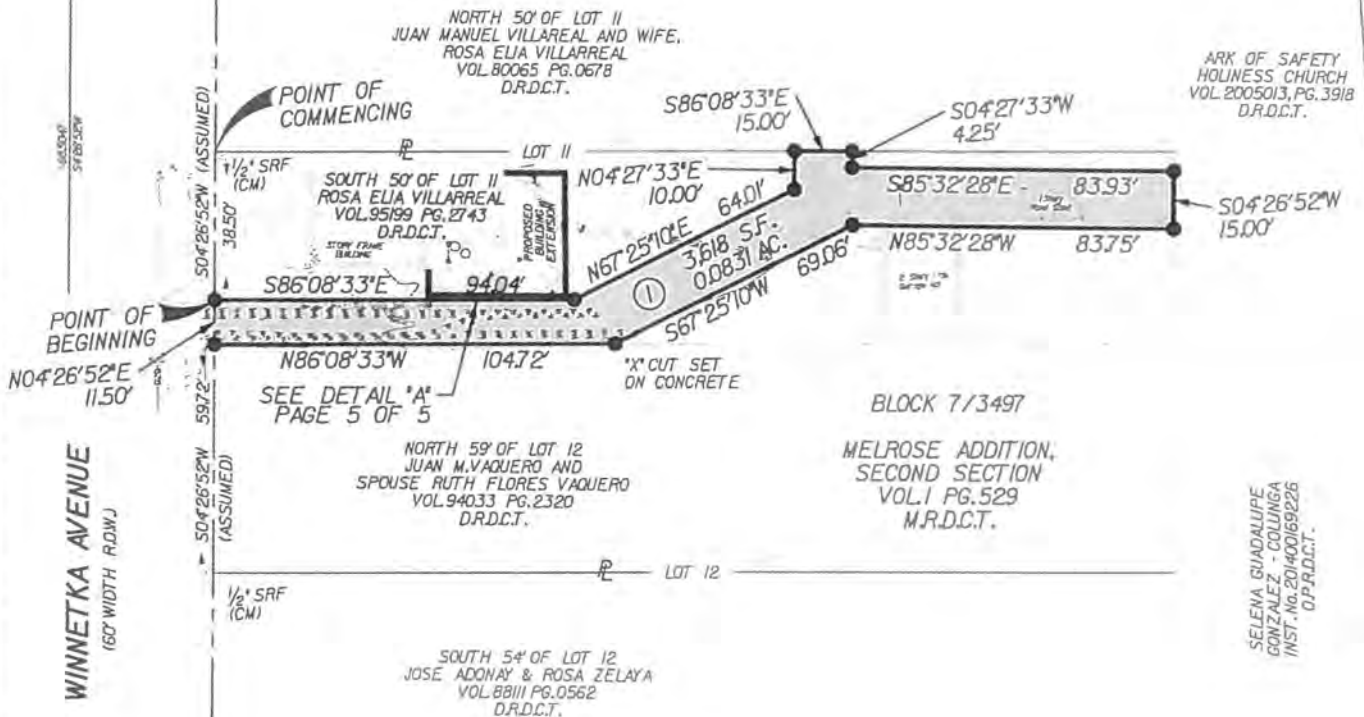 NORTH 50' OF LOT 11
JUAN MANUEL VILLAREAL AND WIFE,
ROSA ELIA VILLARREAL
VOL.80065 PG.0678
D.R.D.C.T.
ARK OF SAFETY
HOLINESS CHURCH
VOL.2005013, PG.3918
D.R.D.C.T.
POINT OF
COMMENCING
S86°08'33"E
15.00'
S04°27'33"W
4.25'
S04°26'52"W (ASSUMED)
38.50'
1/2" SRF
(CM)
LOT 11
SOUTH 50' OF LOT 11
ROSA ELIA VILLARREAL
VOL.95199 PG.2743
D.R.D.C.T.
STORY FRAME
BUILDING
"PROPOSED
BUILDING
EXTENSION"
N04°27'33"E
10.00'
S85°32'28"E - 83.93'
S04°26'52"W
15.00'
N67°25'10"E 64.01'
3,618 S.F.
0.0831 AC.
1
N85°32'28"W 83.75'
S67°25'10"W 69.06'
S86°08'33"E 94.04'
POINT OF
BEGINNING
N04°26'52"E
11.50'
N86°08'33"W 104.72'
"X" CUT SET
ON CONCRETE
SEE DETAIL "A"
PAGE 5 OF 5
BLOCK 7/3497
MELROSE ADDITION,
SECOND SECTION
VOL.1 PG.529
M.R.D.C.T.
NORTH 59' OF LOT 12
JUAN M.VAQUERO AND
SPOUSE RUTH FLORES VAQUERO
VOL.94033 PG.2320
D.R.D.C.T.
S04°26'52"W 59.72'
(ASSUMED)
WINNETKA AVENUE
(60' WIDTH R.O.W.)
LOT 12
1/2" SRF
(CM)
SELENA GUADALUPE
GONZALEZ - COLUNGA
INST.No.201400169226
O.P.R.D.C.T.
SOUTH 54' OF LOT 12
JOSE ADONAY & ROSA ZELAYA
VOL.88111 PG.0562
D.R.D.C.T.